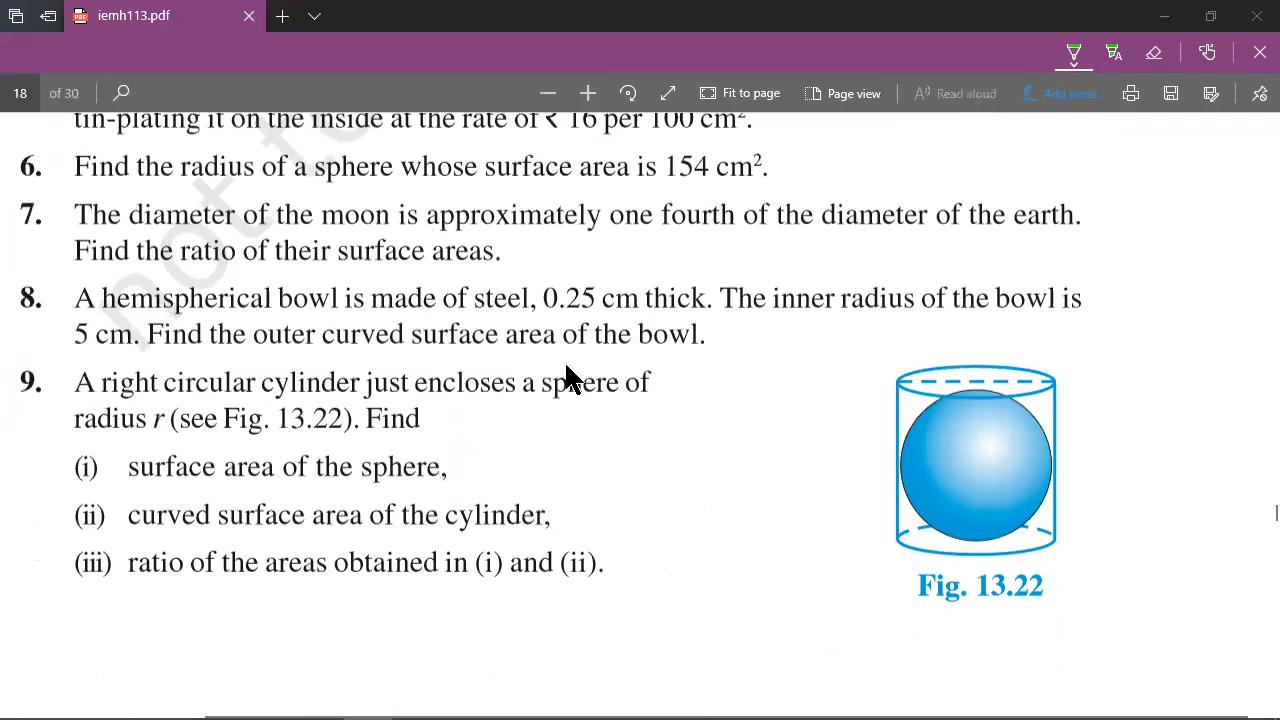 iemh113.pdf
18 of 30 Fit to page Page view A Read aloud Add notes
tin-plating it on the inside at the rate of ₹ 16 per 100 cm².
6. Find the radius of a sphere whose surface area is 154 cm².
7. The diameter of the moon is approximately one fourth of the diameter of the earth.
Find the ratio of their surface areas.
8. A hemispherical bowl is made of steel, 0.25 cm thick. The inner radius of the bowl is
5 cm. Find the outer curved surface area of the bowl.
9. A right circular cylinder just encloses a sphere of
radius r (see Fig. 13.22). Find
(i) surface area of the sphere,
(ii) curved surface area of the cylinder,
(iii) ratio of the areas obtained in (i) and (ii).
Fig. 13.22
not to